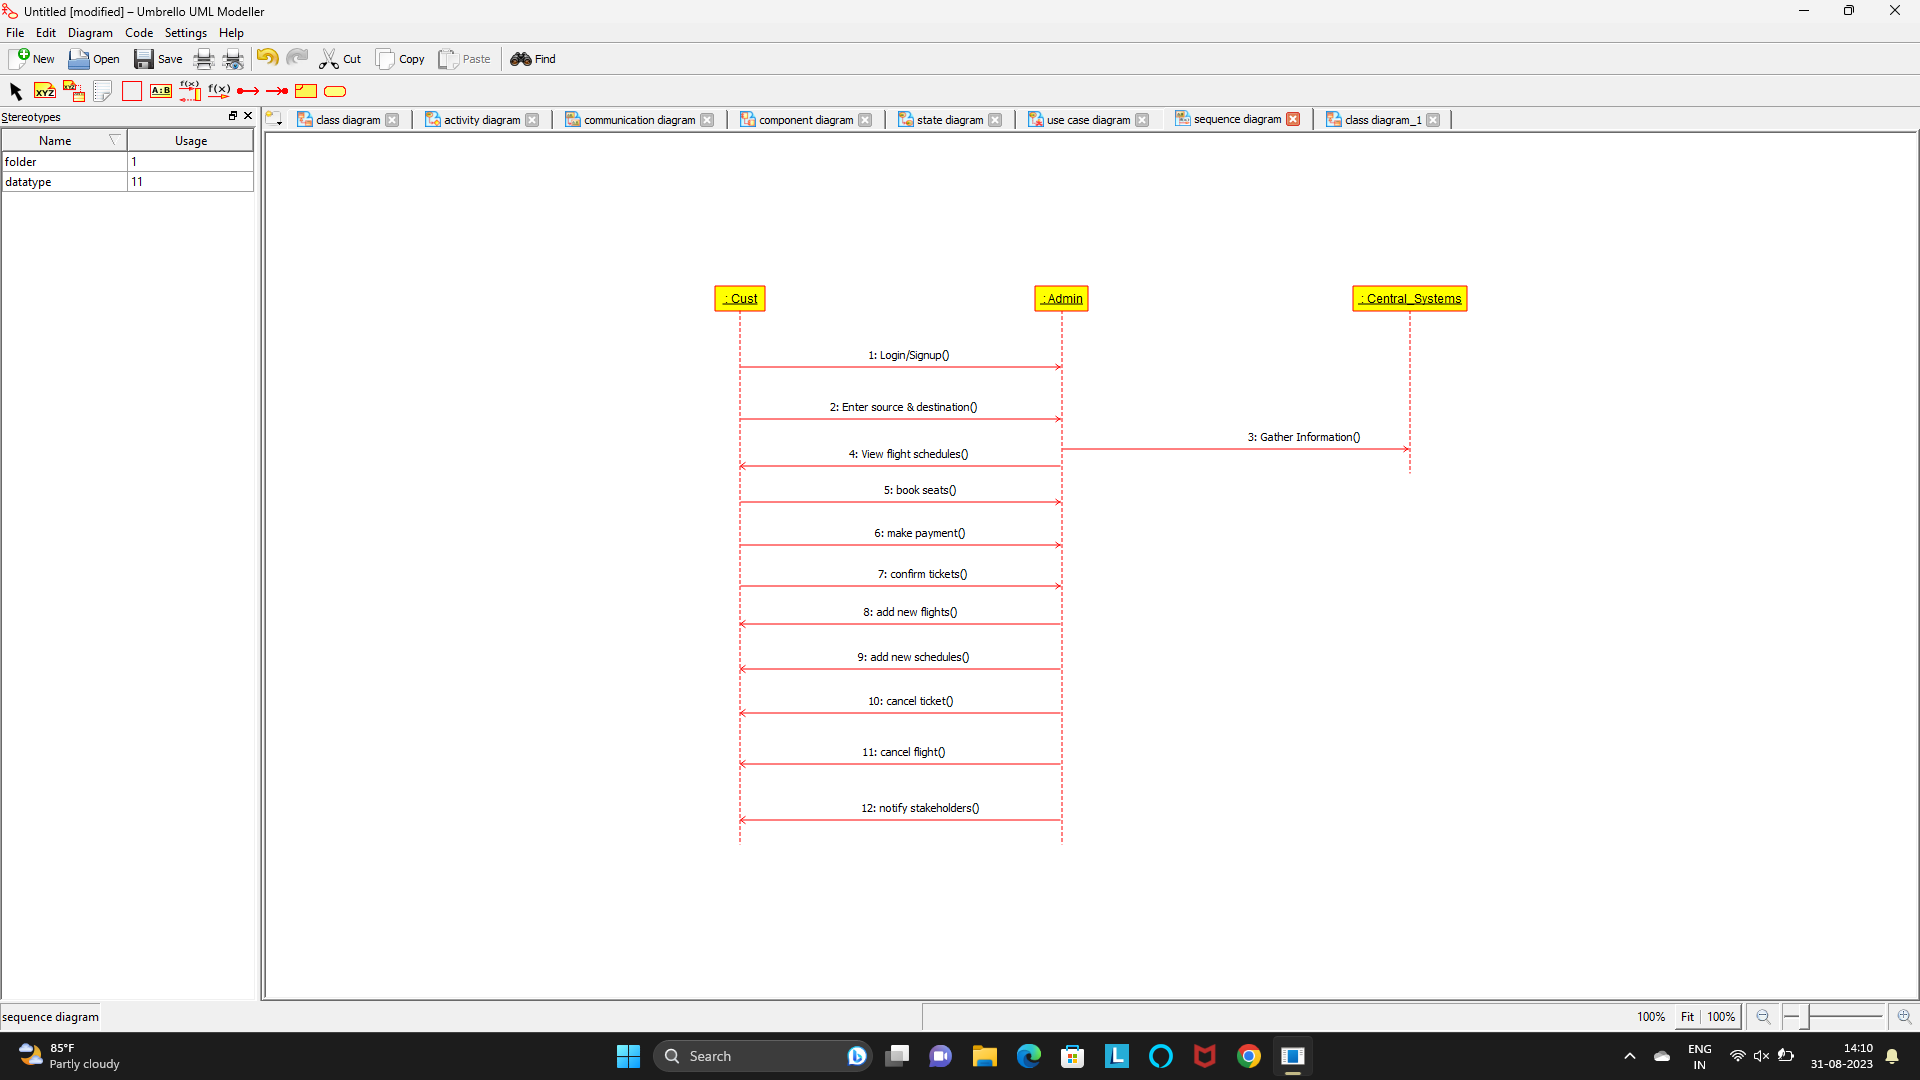 Untitled [modified] – Umbrello UML Modeller
File Edit Diagram Code Settings Help
New Open Save Cut Copy Paste Find
XYZ XYZ A:B f(x) f(x)
Stereotypes
class diagram activity diagram communication diagram component diagram state diagram use case diagram sequence diagram class diagram_1
Name Usage
folder 1
datatype 11
: Cust : Admin : Central_Systems
1: Login/Signup()
2: Enter source & destination()
3: Gather Information()
4: View flight schedules()
5: book seats()
6: make payment()
7: confirm tickets()
8: add new flights()
9: add new schedules()
10: cancel ticket()
11: cancel flight()
12: notify stakeholders()
sequence diagram 100% Fit 100%
85°F
Partly cloudy
Search
L
ENG
IN
14:10
31-08-2023